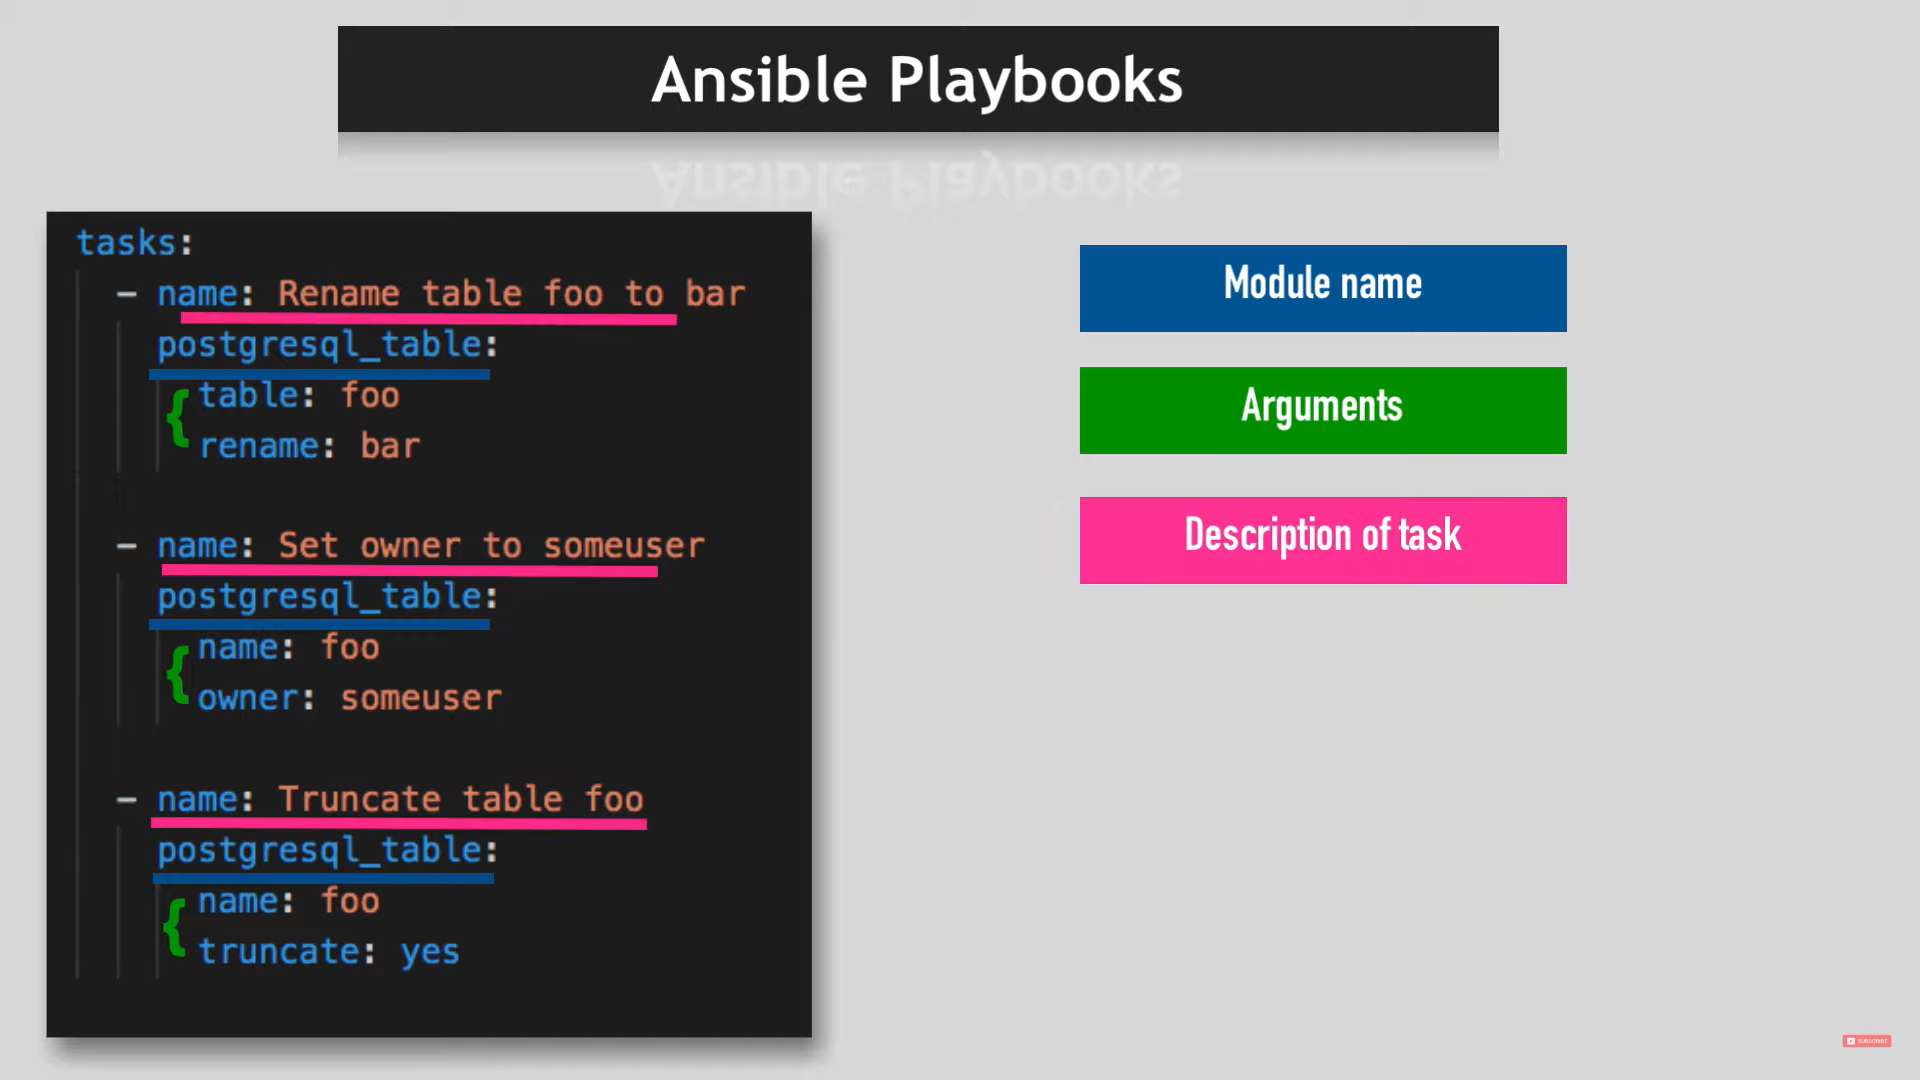 Ansible Playbooks
tasks:
- name: Rename table foo to bar
postgresql_table:
table: foo
rename: bar
- name: Set owner to someuser
postgresql_table:
name: foo
owner: someuser
- name: Truncate table foo
postgresql_table:
name: foo
truncate: yes
Module name
Arguments
Description of task
SUBSCRIBE